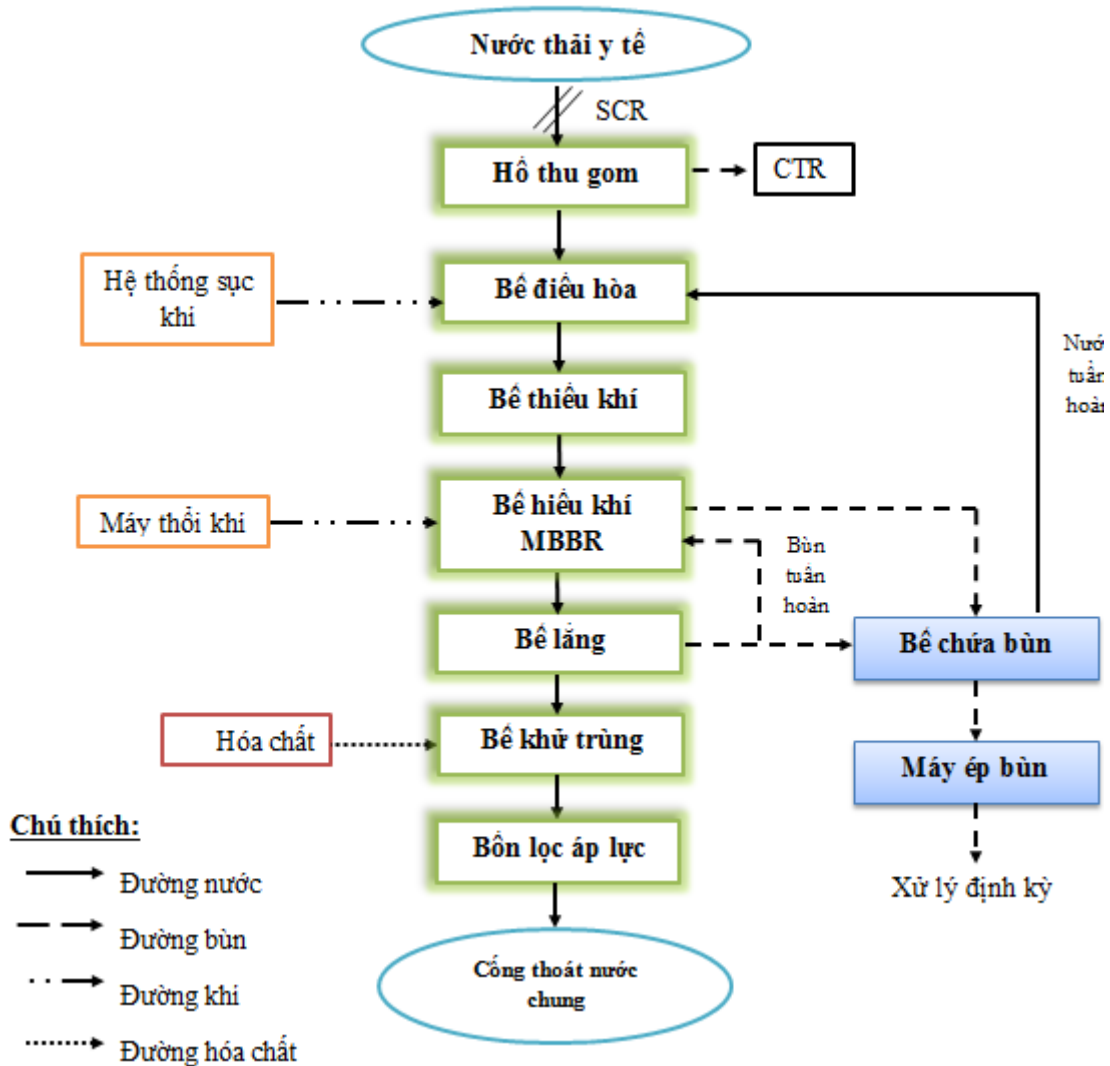 Nước thải y tế
SCR
Hố thu gom
CTR
Hệ thống sục
khí
Bể điều hòa
Nướ
tuần
hoàn
Bể thiếu khí
Bể hiếu khí
MBBR
Máy thổi khí
Bùn
tuần
hoàn
Bể lắng
Bể chứa bùn
Hóa chất
Bể khử trùng
Máy ép bùn
Chú thích:
Bồn lọc áp lực
Đường nước
Xử lý định kỳ
Đường bùn
Cống thoát nước
chung
Đường khí
Đường hóa chất